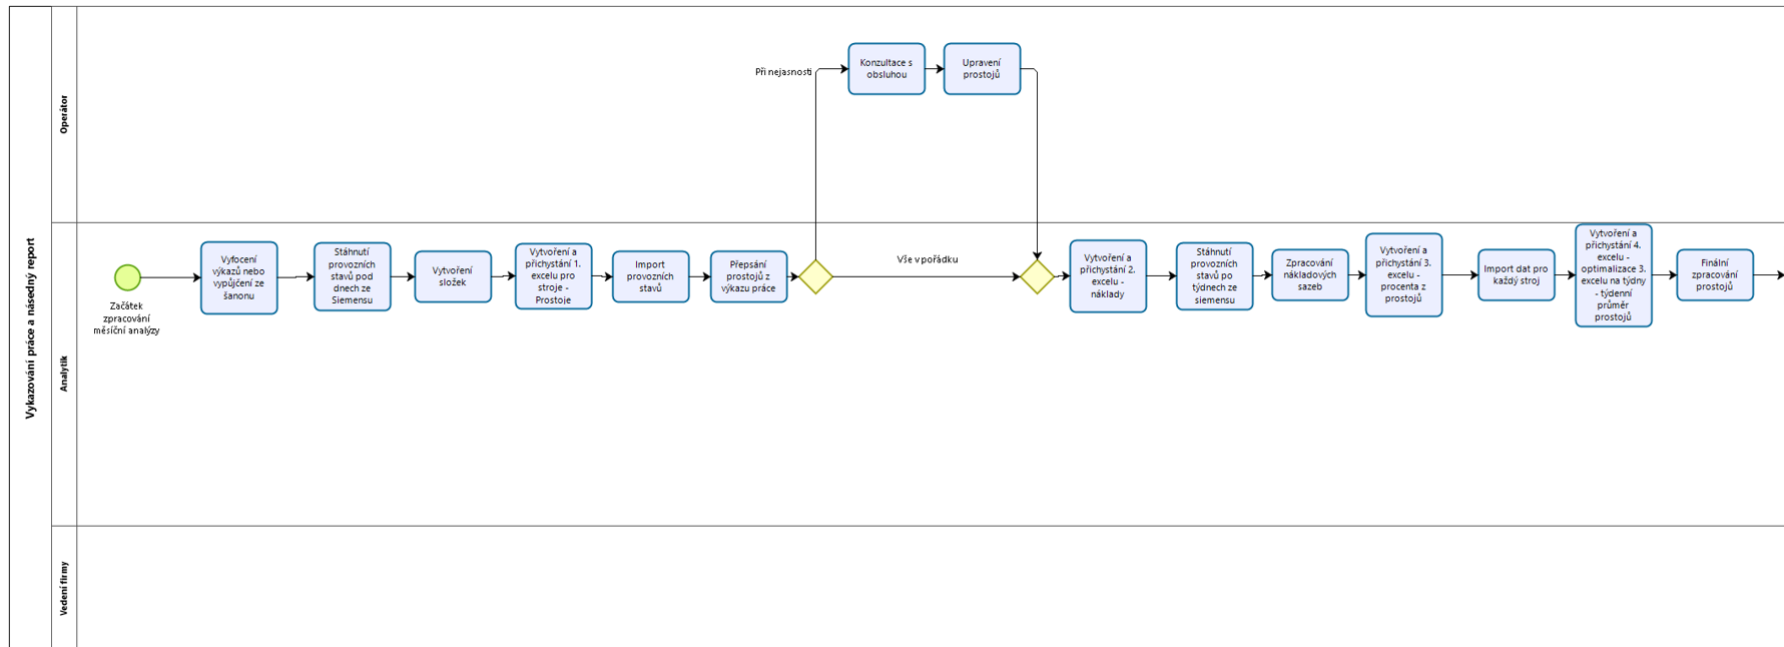 Vykazování práce a násedný report
Operátor
Při nejasnosti
Konzultace s
obsluhou
Upravení
prostojů
Analytik
Začátek
zpracování
měsíční analýzy
Vyfocení
výkazů nebo
vypůjčení ze
šanonu
Stáhnutí
provozních
stavů pod
dnech ze
Siemensu
Vytvoření
složek
Vytvoření a
přichystání 1.
excelu pro
stroje -
Prostoje
Import
provozních
stavů
Přepsání
prostojů z
výkazu práce
Vše v pořádku
Vytvoření a
přichystání 2.
excelu -
náklady
Stáhnutí
provozních
stavů po
týdnech ze
siemensu
Zpracování
nákladových
sazeb
Vytvoření a
přichystání 3.
excelu -
procenta z
prostojů
Import dat pro
každý stroj
Vytvoření a
přichystání 4.
excelu -
optimalizace 3.
excelu na týdny
- týdenní
průměr
prostojů
Finální
zpracování
prostojů
Vedení firmy